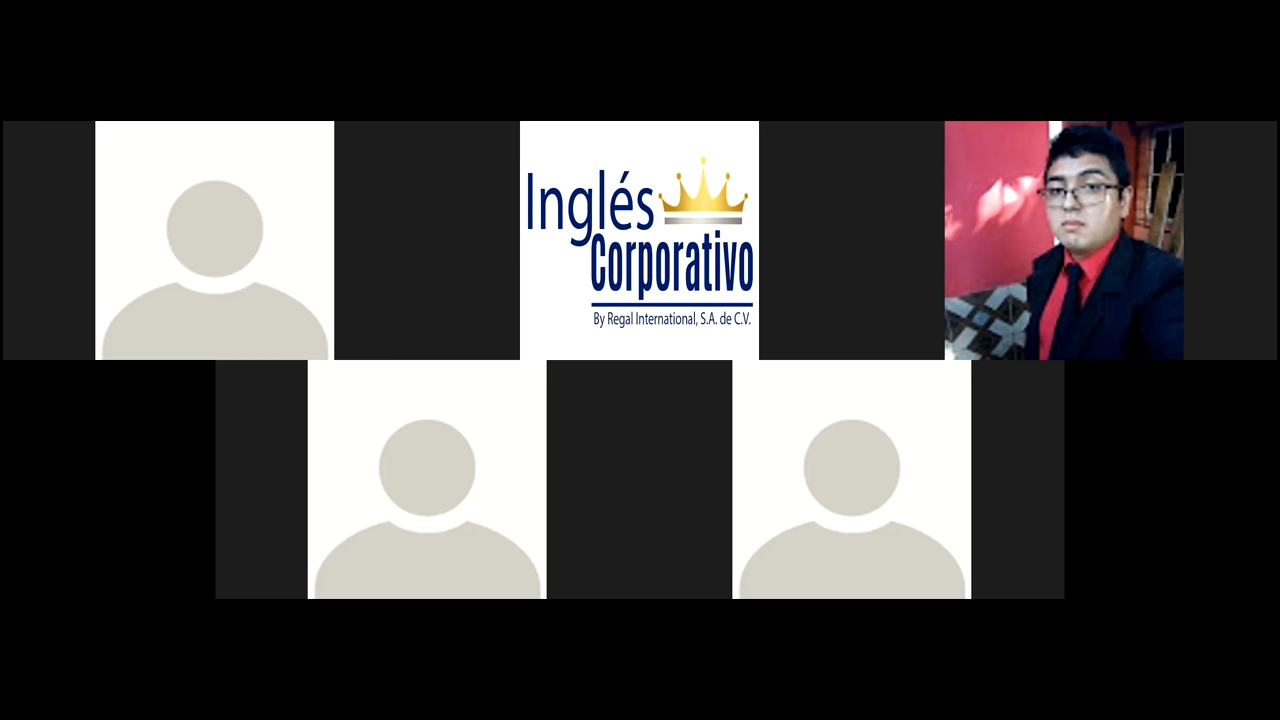 Inglés
Corporativo
By Regal International, S.A. de C.V.